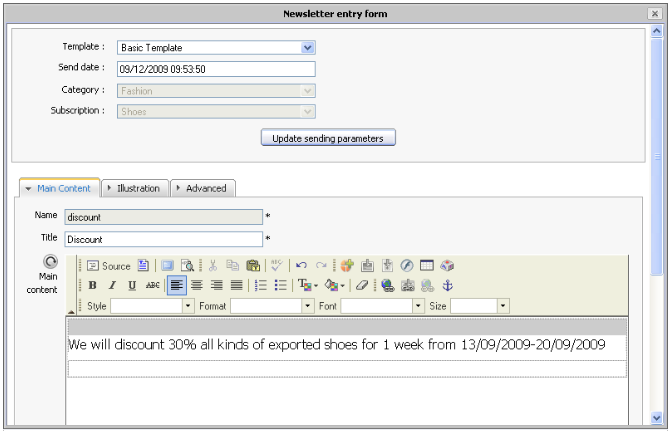 Newsletter entry form
Template : Basic Template
Send date : 09/12/2009 09:53:50
Category : Fashion
Subscription : Shoes
Update sending parameters
Main Content Illustration Advanced
Name discount *
Title Discount *
Main content
Source
B I U ABC
Style Format Font Size
We will discount 30% all kinds of exported shoes for 1 week from 13/09/2009-20/09/2009